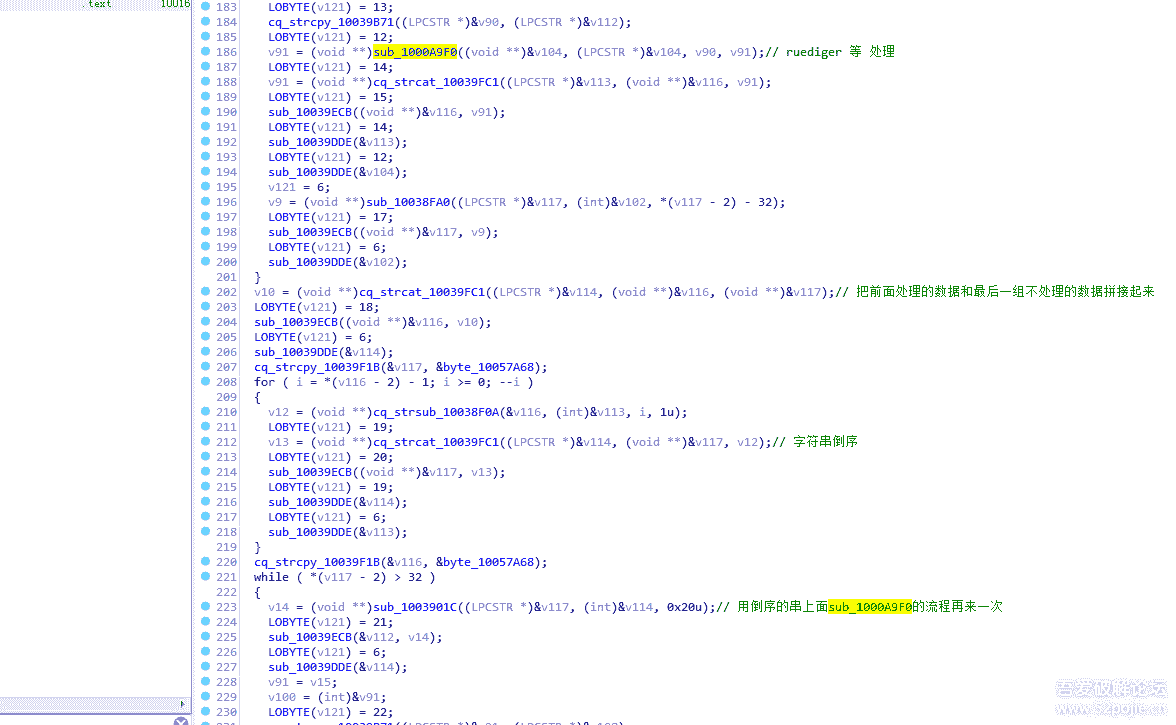 .text 10016
183 LOBYTE(v121) = 13;
184 cq_strcpy_10039B71((LPCSTR *)&v90, (LPCSTR *)&v112);
185 LOBYTE(v121) = 12;
186 v91 = (void **)sub_1000A9F0((void **)&v104, (LPCSTR *)&v104, v90, v91);// ruediger 等 处理
187 LOBYTE(v121) = 14;
188 v91 = (void **)cq_strcat_10039FC1((LPCSTR *)&v113, (void **)&v116, v91);
189 LOBYTE(v121) = 15;
190 sub_10039ECB((void **)&v116, v91);
191 LOBYTE(v121) = 14;
192 sub_10039DDE(&v113);
193 LOBYTE(v121) = 12;
194 sub_10039DDE(&v104);
195 v121 = 6;
196 v9 = (void **)sub_10038FA0((LPCSTR *)&v117, (int)&v102, *(v117 - 2) - 32);
197 LOBYTE(v121) = 17;
198 sub_10039ECB((void **)&v117, v9);
199 LOBYTE(v121) = 6;
200 sub_10039DDE(&v102);
201 }
202 v10 = (void **)cq_strcat_10039FC1((LPCSTR *)&v114, (void **)&v116, (void **)&v117);// 把前面处理的数据和最后一组不处理的数据拼接起来
203 LOBYTE(v121) = 18;
204 sub_10039ECB((void **)&v116, v10);
205 LOBYTE(v121) = 6;
206 sub_10039DDE(&v114);
207 cq_strcpy_10039F1B(&v117, &byte_10057A68);
208 for ( i = *(v116 - 2) - 1; i >= 0; --i )
209 {
210 v12 = (void **)cq_strsub_10038F0A(&v116, (int)&v113, i, 1u);
211 LOBYTE(v121) = 19;
212 v13 = (void **)cq_strcat_10039FC1((LPCSTR *)&v114, (void **)&v117, v12);// 字符串倒序
213 LOBYTE(v121) = 20;
214 sub_10039ECB((void **)&v117, v13);
215 LOBYTE(v121) = 19;
216 sub_10039DDE(&v114);
217 LOBYTE(v121) = 6;
218 sub_10039DDE(&v113);
219 }
220 cq_strcpy_10039F1B(&v116, &byte_10057A68);
221 while ( *(v117 - 2) > 32 )
222 {
223 v14 = (void **)sub_1003901C((LPCSTR *)&v117, (int)&v114, 0x20u);// 用倒序的串上面sub_1000A9F0的流程再来一次
224 LOBYTE(v121) = 21;
225 sub_10039ECB(&v112, v14);
226 LOBYTE(v121) = 6;
227 sub_10039DDE(&v114);
228 v91 = v15;
229 v100 = (int)&v91;
230 LOBYTE(v121) = 22;
吾爱破解论坛
www.52pojie.cn